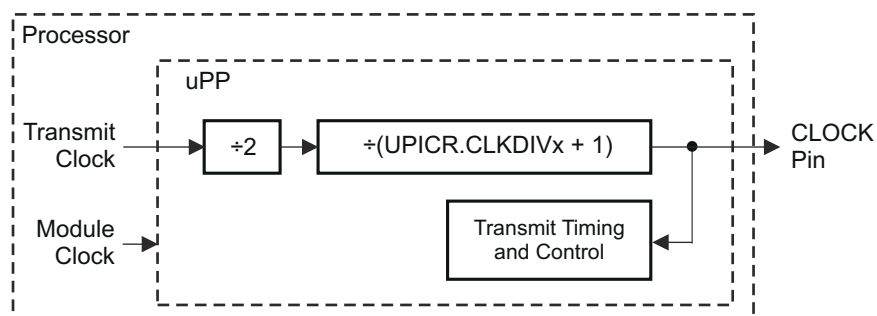 Processor
uPP
Transmit
Clock
÷2
÷(UPICR.CLKDIVx + 1)
CLOCK
Pin
Module
Clock
Transmit Timing
and Control